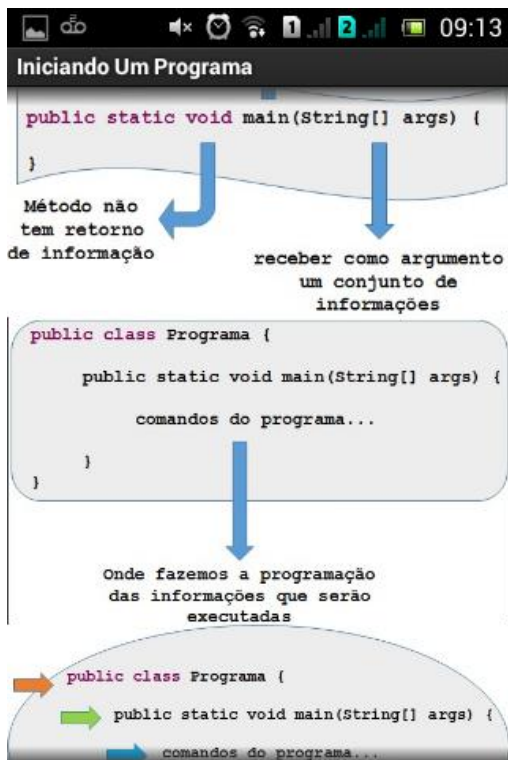 1 2 09:13
Iniciando Um Programa
public static void main(String[] args) {
}
Método não
tem retorno
de informação
receber como argumento
um conjunto de
informações
public class Programa {
public static void main(String[] args) {
comandos do programa...
}
}
Onde fazemos a programação
das informações que serão
executadas
public class Programa {
public static void main(String[] args) {
comandos do programa...